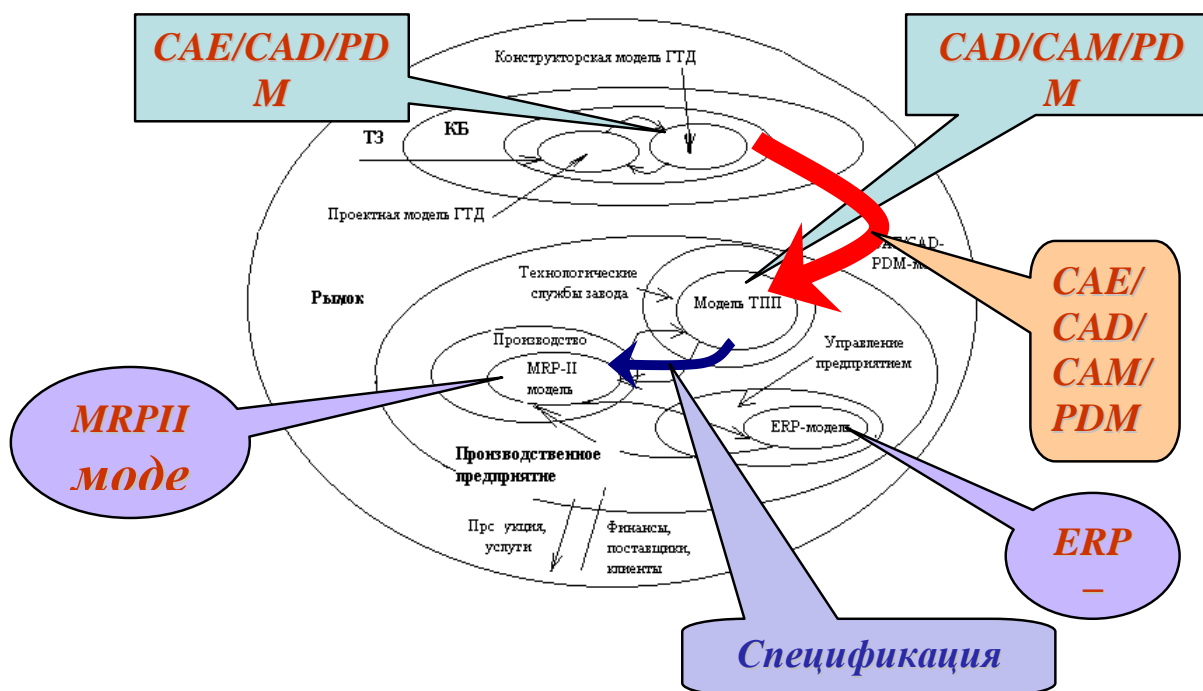 CAE/CAD/PD
M
CAD/CAM/PD
M
Конструкторская модель ГТД
ТЗ
КБ
Проектная модель ГТД
CAD-
Технологические
службы завода
Рынок
Модель ТПП
CAE/
CAD/
CAM/
PDM
Производство
Управление
предприятием
MRP-II
модель
MRPII
моде
ERP-модель
Производственное
предприятие
укция,
услуги
Финансы,
поставщики,
клиенты
ERP
–
Спецификация